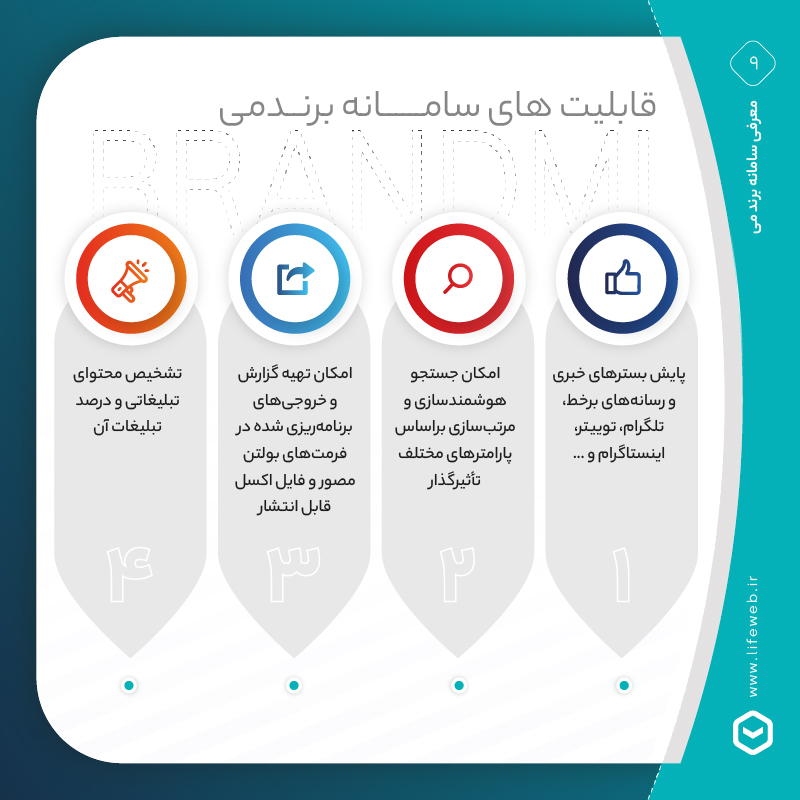 قابلیت های سامـــانه برنـدمی
BRANDMI
پایش بسترهای خبری
و رسانه‌های برخط،
تلگرام، توییتر،
اینستاگرام و ...
۱
امکان جستجو
هوشمندسازی و
مرتب‌سازی براساس
پارامترهای مختلف
تأثیرگذار
۲
امکان تهیه گزارش
و خروجی‌های
برنامه‌ریزی شده در
فرمت‌های بولتن
مصور و فایل اکسل
قابل انتشار
۳
تشخیص محتوای
تبلیغاتی و درصد
تبلیغات آن
۴
۹
معرفی سامانه برند می
www.lifeweb.ir